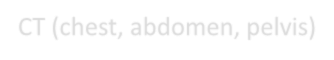 CT (chest, abdomen, pelvis)